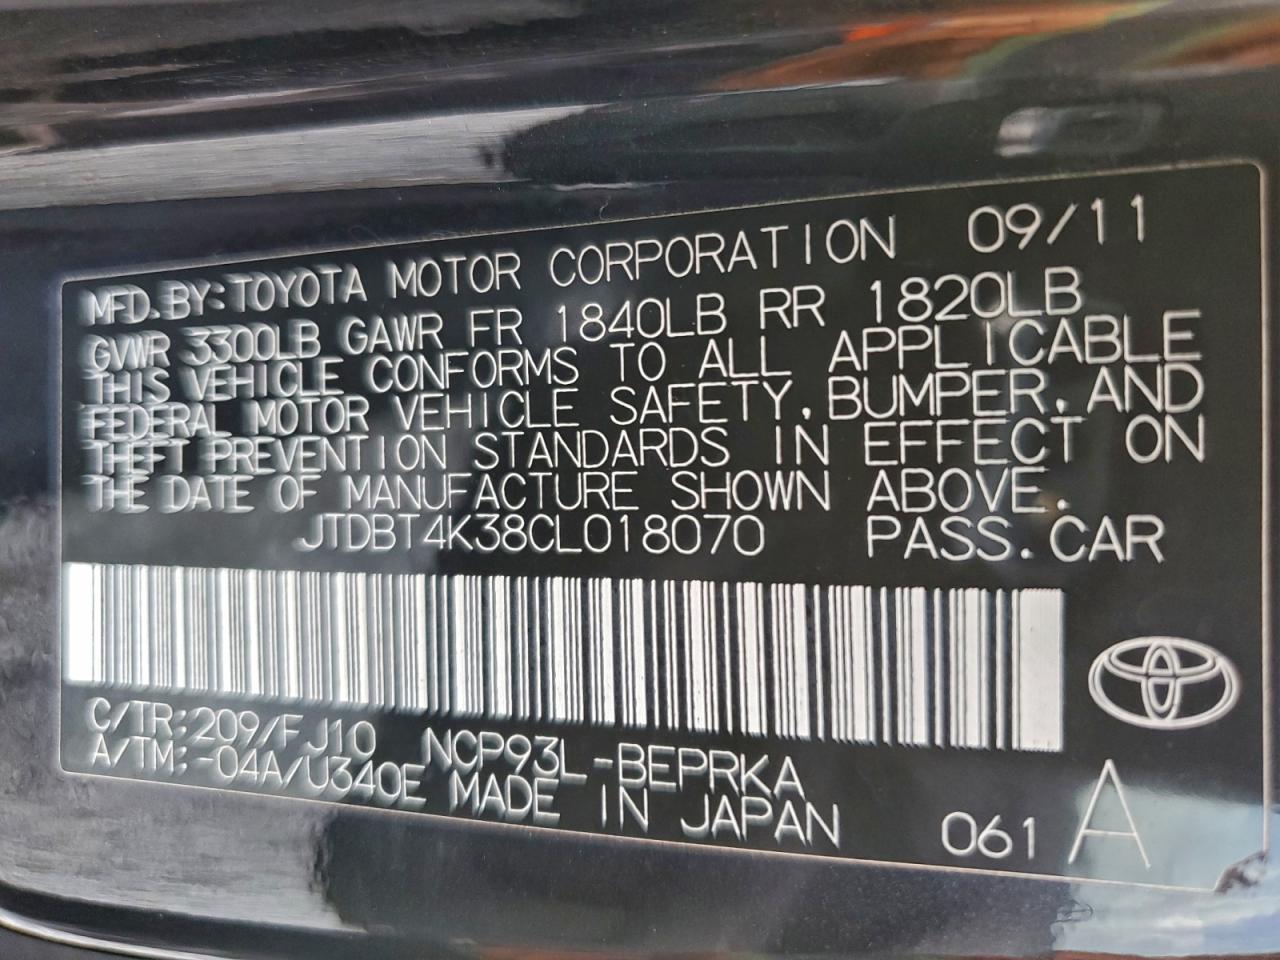 MFD.BY:TOYOTA MOTOR CORPORATION 09/11
GVWR 3300LB GAWR FR 1840LB RR 1820LB
THIS VEHICLE CONFORMS TO ALL APPLICABLE
FEDERAL MOTOR VEHICLE SAFETY,BUMPER,AND
THEFT PREVENTION STANDARDS IN EFFECT ON
THE DATE OF MANUFACTURE SHOWN ABOVE.
JTDBT4K38CL018070 PASS.CAR
C/TR:209/FJ10 NCP93L-BEPRKA
A/TM:-04A/U340E MADE IN JAPAN 061 A